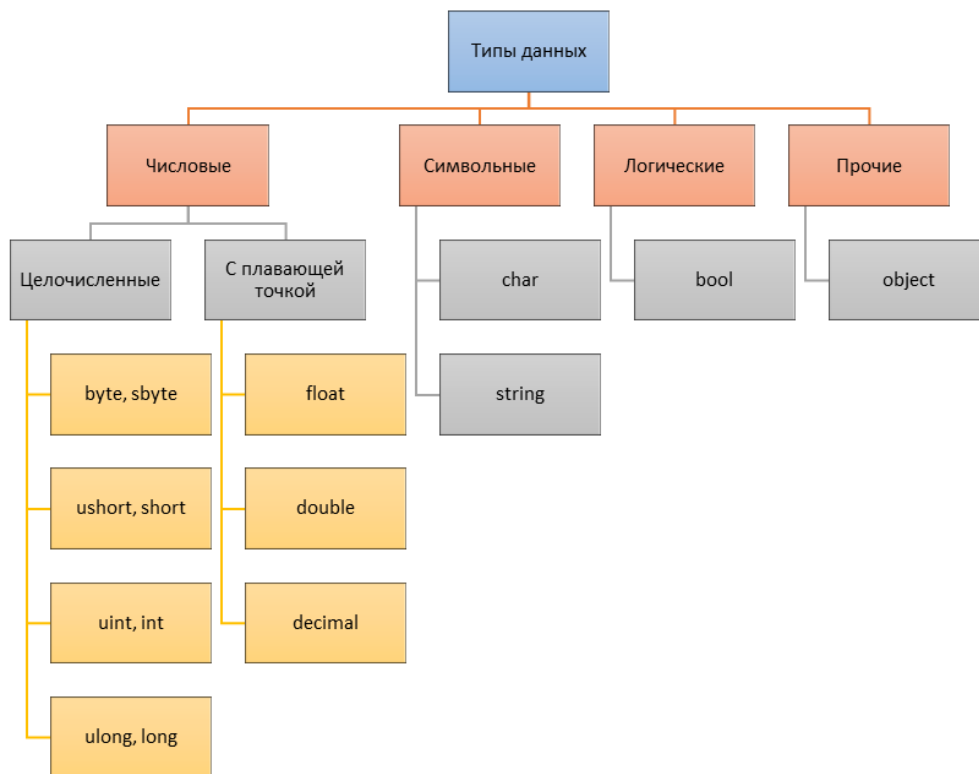 Типы данных
Числовые
Символьные
Логические
Прочие
Целочисленные
С плавающей
точкой
char
bool
object
byte, sbyte
float
string
ushort, short
double
uint, int
decimal
ulong, long